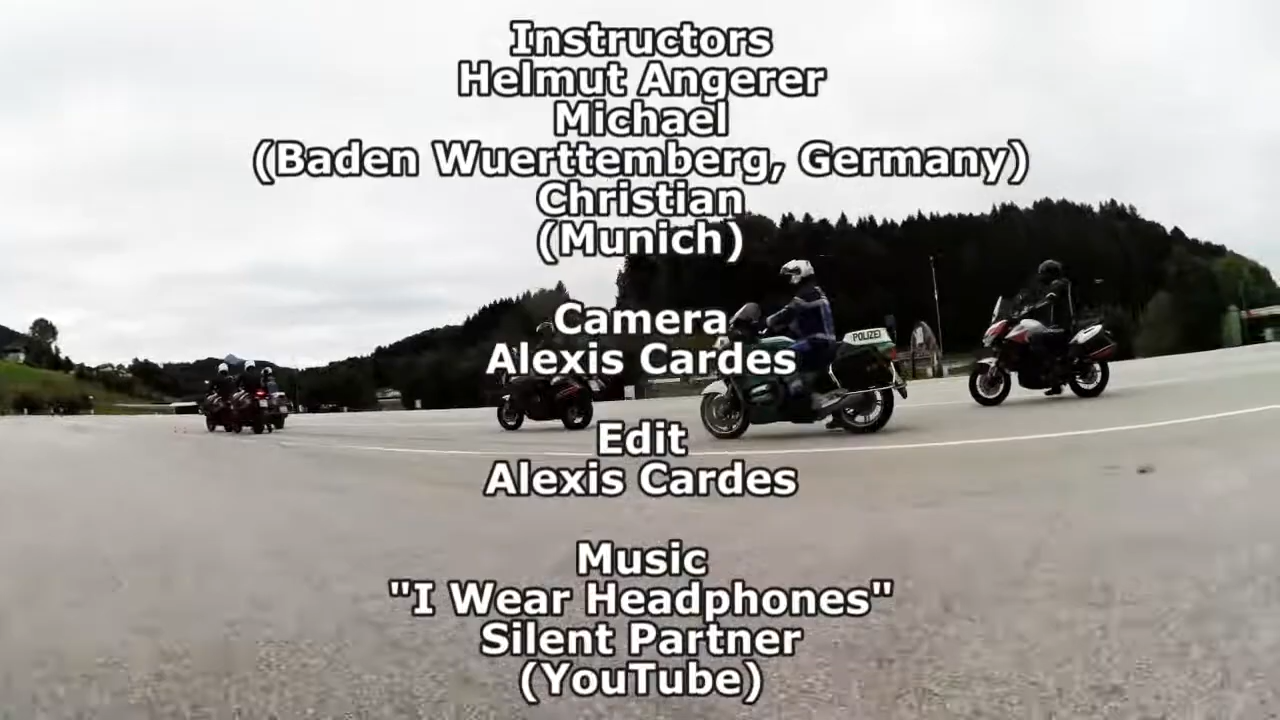 Instructors
Helmut Angerer
Michael
(Baden Wuerttemberg, Germany)
Christian
(Munich)
Camera
Alexis Cardes
POLIZEI
Edit
Alexis Cardes
Music
"I Wear Headphones"
Silent Partner
(YouTube)